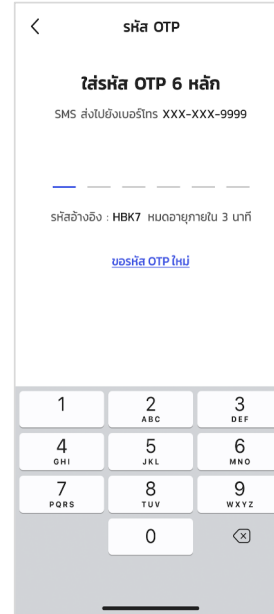 รหัส OTP
ใส่รหัส OTP 6 หลัก
SMS ส่งไปยังเบอร์โทร XXX-XXX-9999
รหัสอ้างอิง : HBK7 หมดอายุภายใน 3 นาที
ขอรหัส OTP ใหม่
1 2 3
ABC DEF
4 5 6
GHI JKL MNO
7 8 9
PQRS TUV WXYZ
0